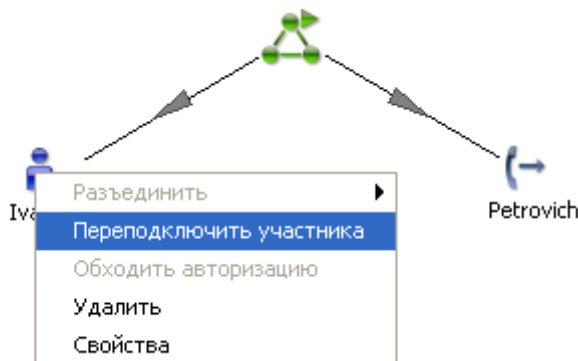 Petrovich
Разъединить
Переподключить участника
Обходить авторизацию
Удалить
Свойства